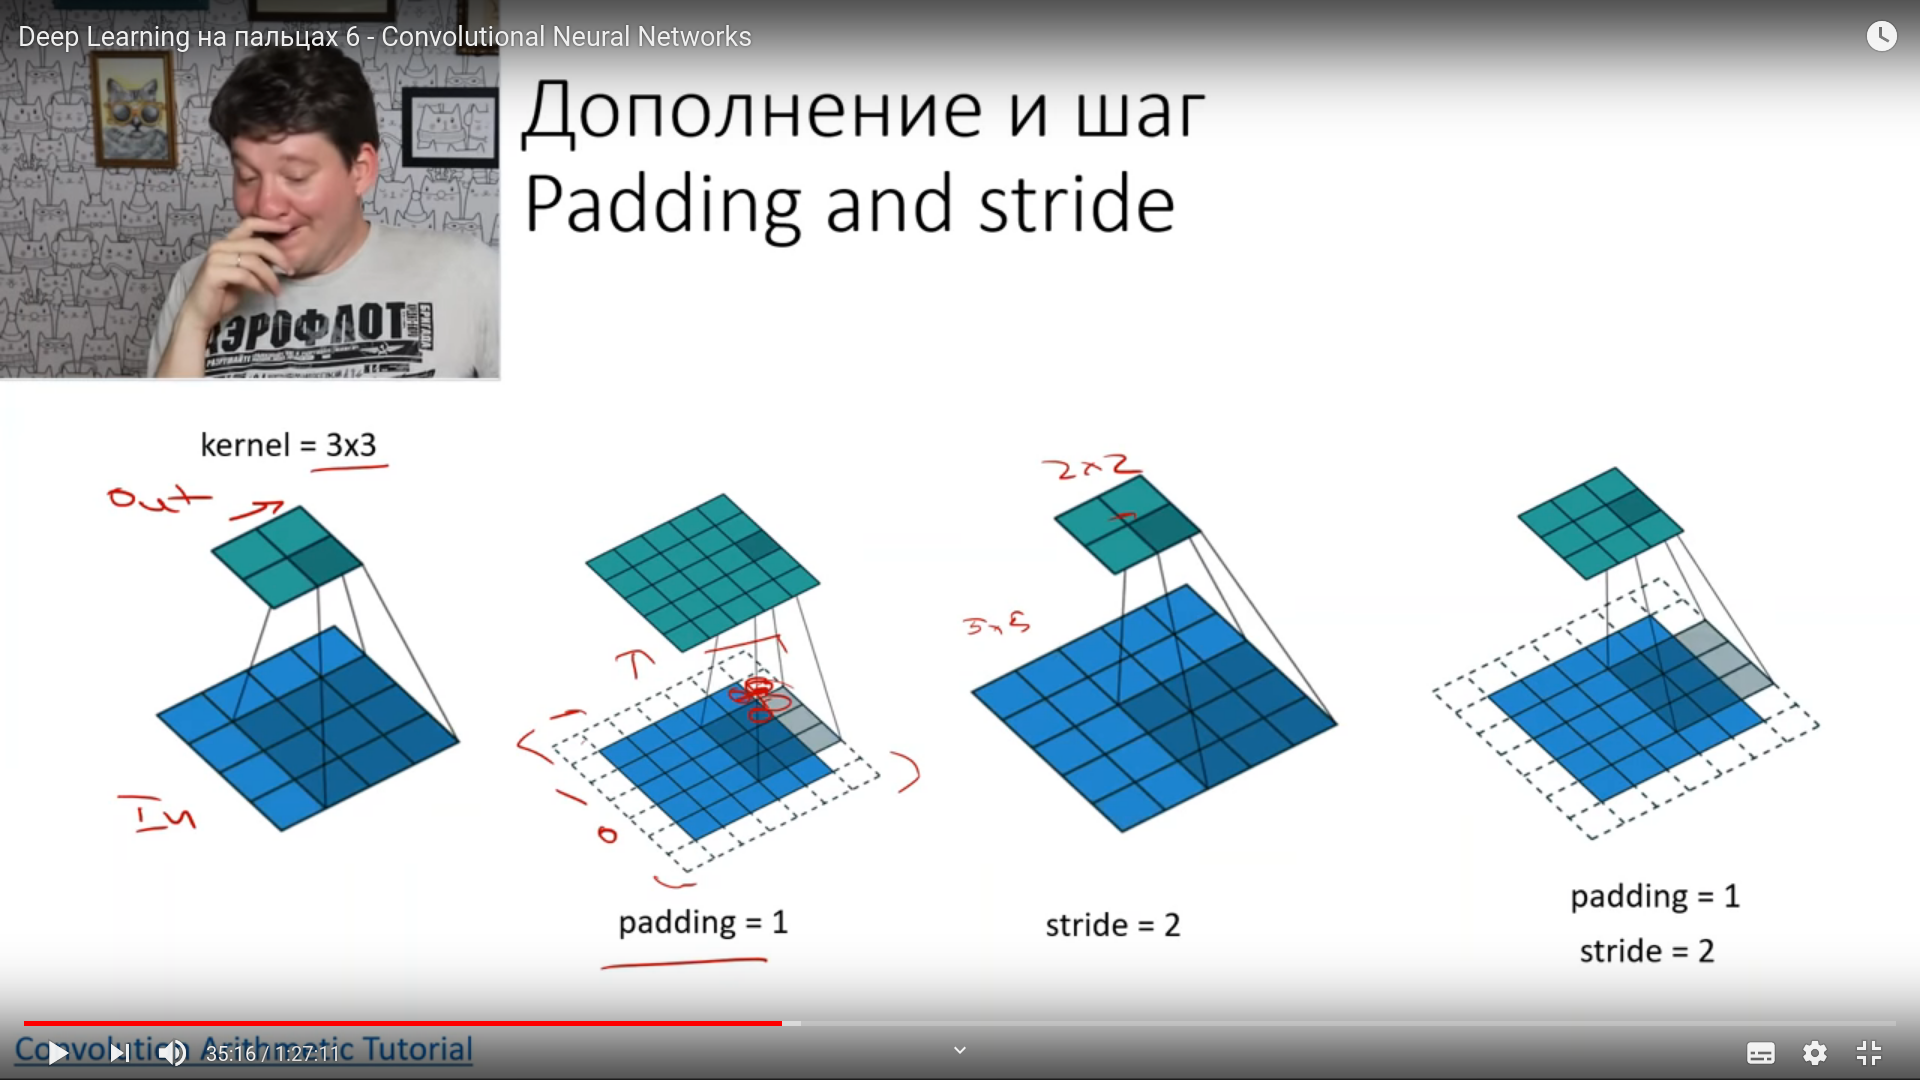 Deep Learning на пальцах 6 - Convolutional Neural Networks
Дополнение и шаг
Padding and stride
АЭРОФЛОТ
kernel = 3x3
out
2x2
5x5
In
0
padding = 1
stride = 2
padding = 1
stride = 2
Convolution Arithmetic Tutorial
35:16 / 1:27:11